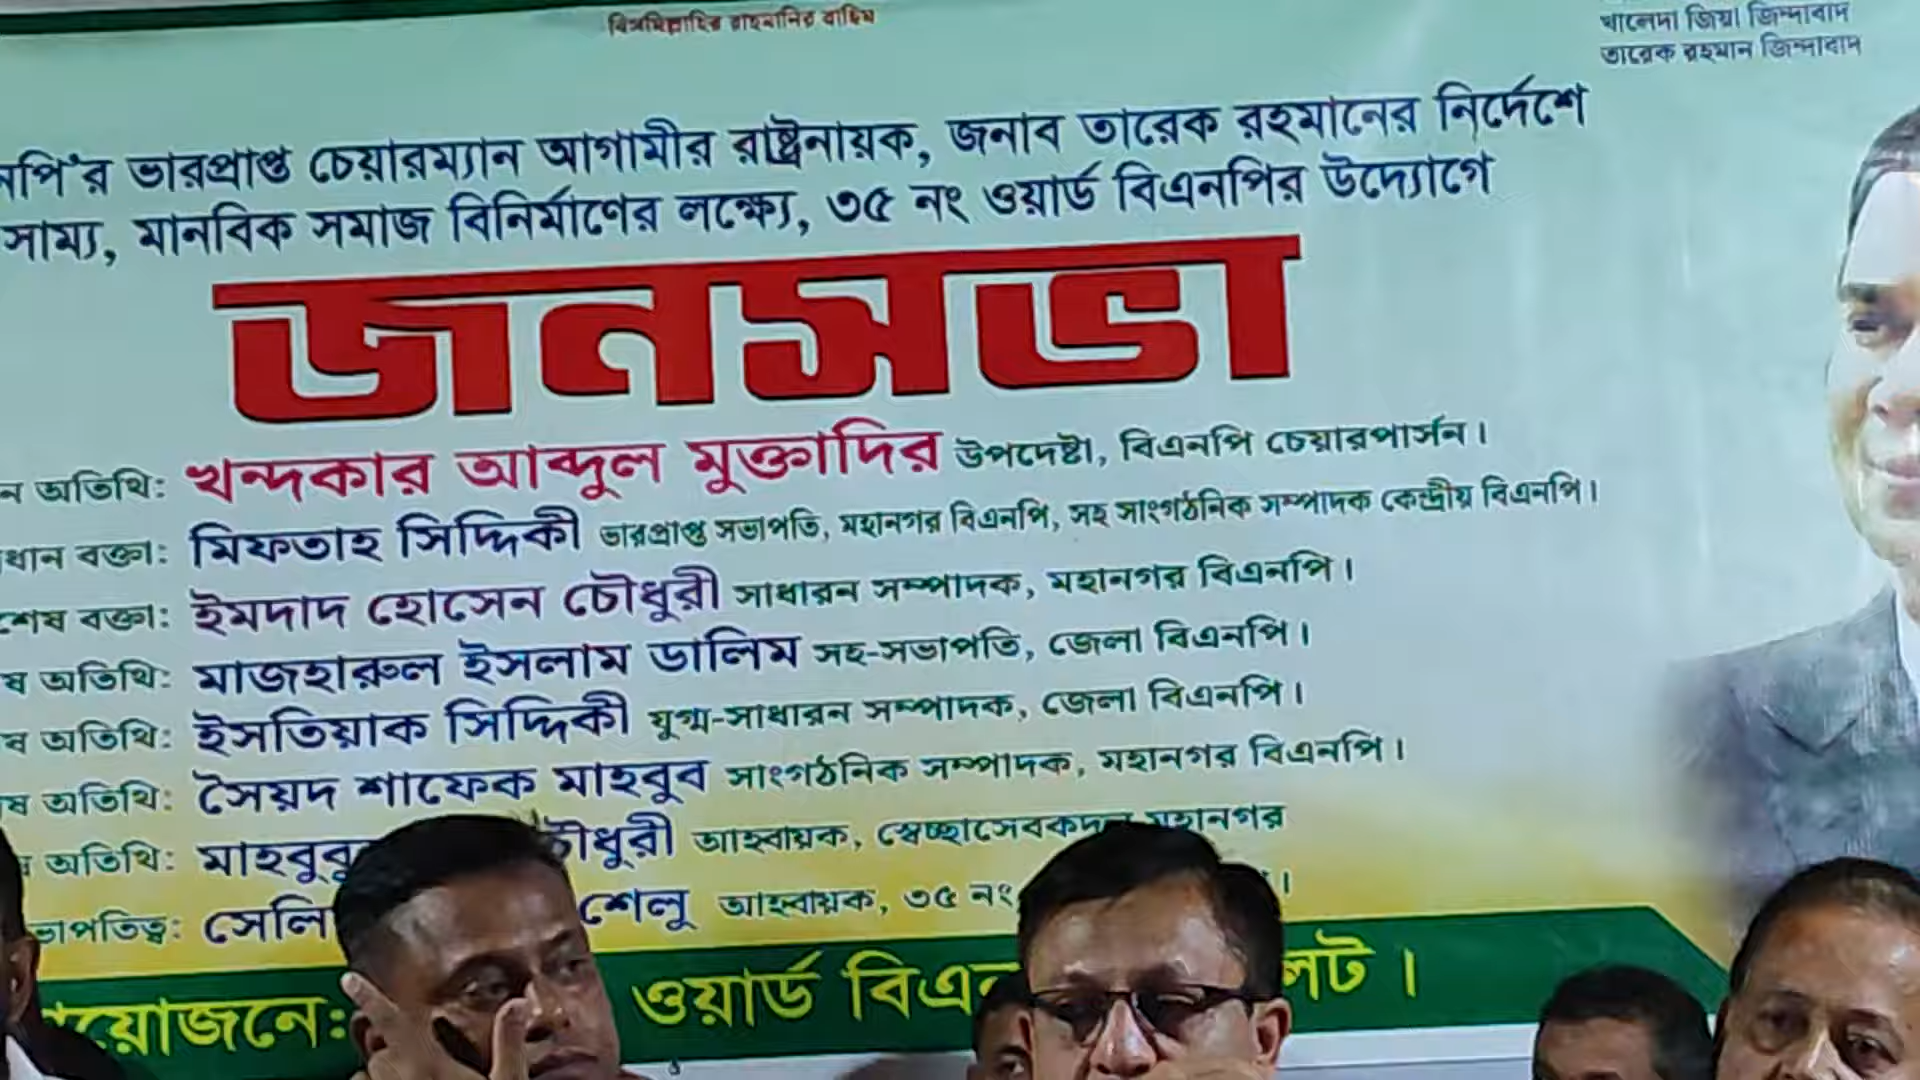 বিসমিল্লাহির রাহমানির রাহিম
খালেদা জিয়া জিন্দাবাদ
তারেক রহমান জিন্দাবাদ
নপি'র ভারপ্রাপ্ত চেয়ারম্যান আগামীর রাষ্ট্রনায়ক, জনাব তারেক রহমানের নির্দেশে
সাম্য, মানবিক সমাজ বিনির্মাণের লক্ষ্যে, ৩৫ নং ওয়ার্ড বিএনপির উদ্যোগে
জনসভা
ন অতিথি: খন্দকার আব্দুল মুক্তাদির উপদেষ্টা, বিএনপি চেয়ারপার্সন।
ধান বক্তা: মিফতাহ সিদ্দিকী ভারপ্রাপ্ত সভাপতি, মহানগর বিএনপি, সহ সাংগঠনিক সম্পাদক কেন্দ্রীয় বিএনপি।
শেষ বক্তা: ইমদাদ হোসেন চৌধুরী সাধারন সম্পাদক, মহানগর বিএনপি।
ষ অতিথি: মাজহারুল ইসলাম ডালিম সহ-সভাপতি, জেলা বিএনপি।
ষ অতিথি: ইসতিয়াক সিদ্দিকী যুগ্ম-সাধারন সম্পাদক, জেলা বিএনপি।
ষ অতিথি: সৈয়দ শাফেক মাহবুব সাংগঠনিক সম্পাদক, মহানগর বিএনপি।
অতিথি: মাহবুবু ৌধুরী আহবায়ক, স্বেচ্ছাসেবকদল মহানগর
ভাপতিত্ব: সেলি শেলু আহবায়ক, ৩৫ নং
য়োজনে: ওয়ার্ড বিএন লট।